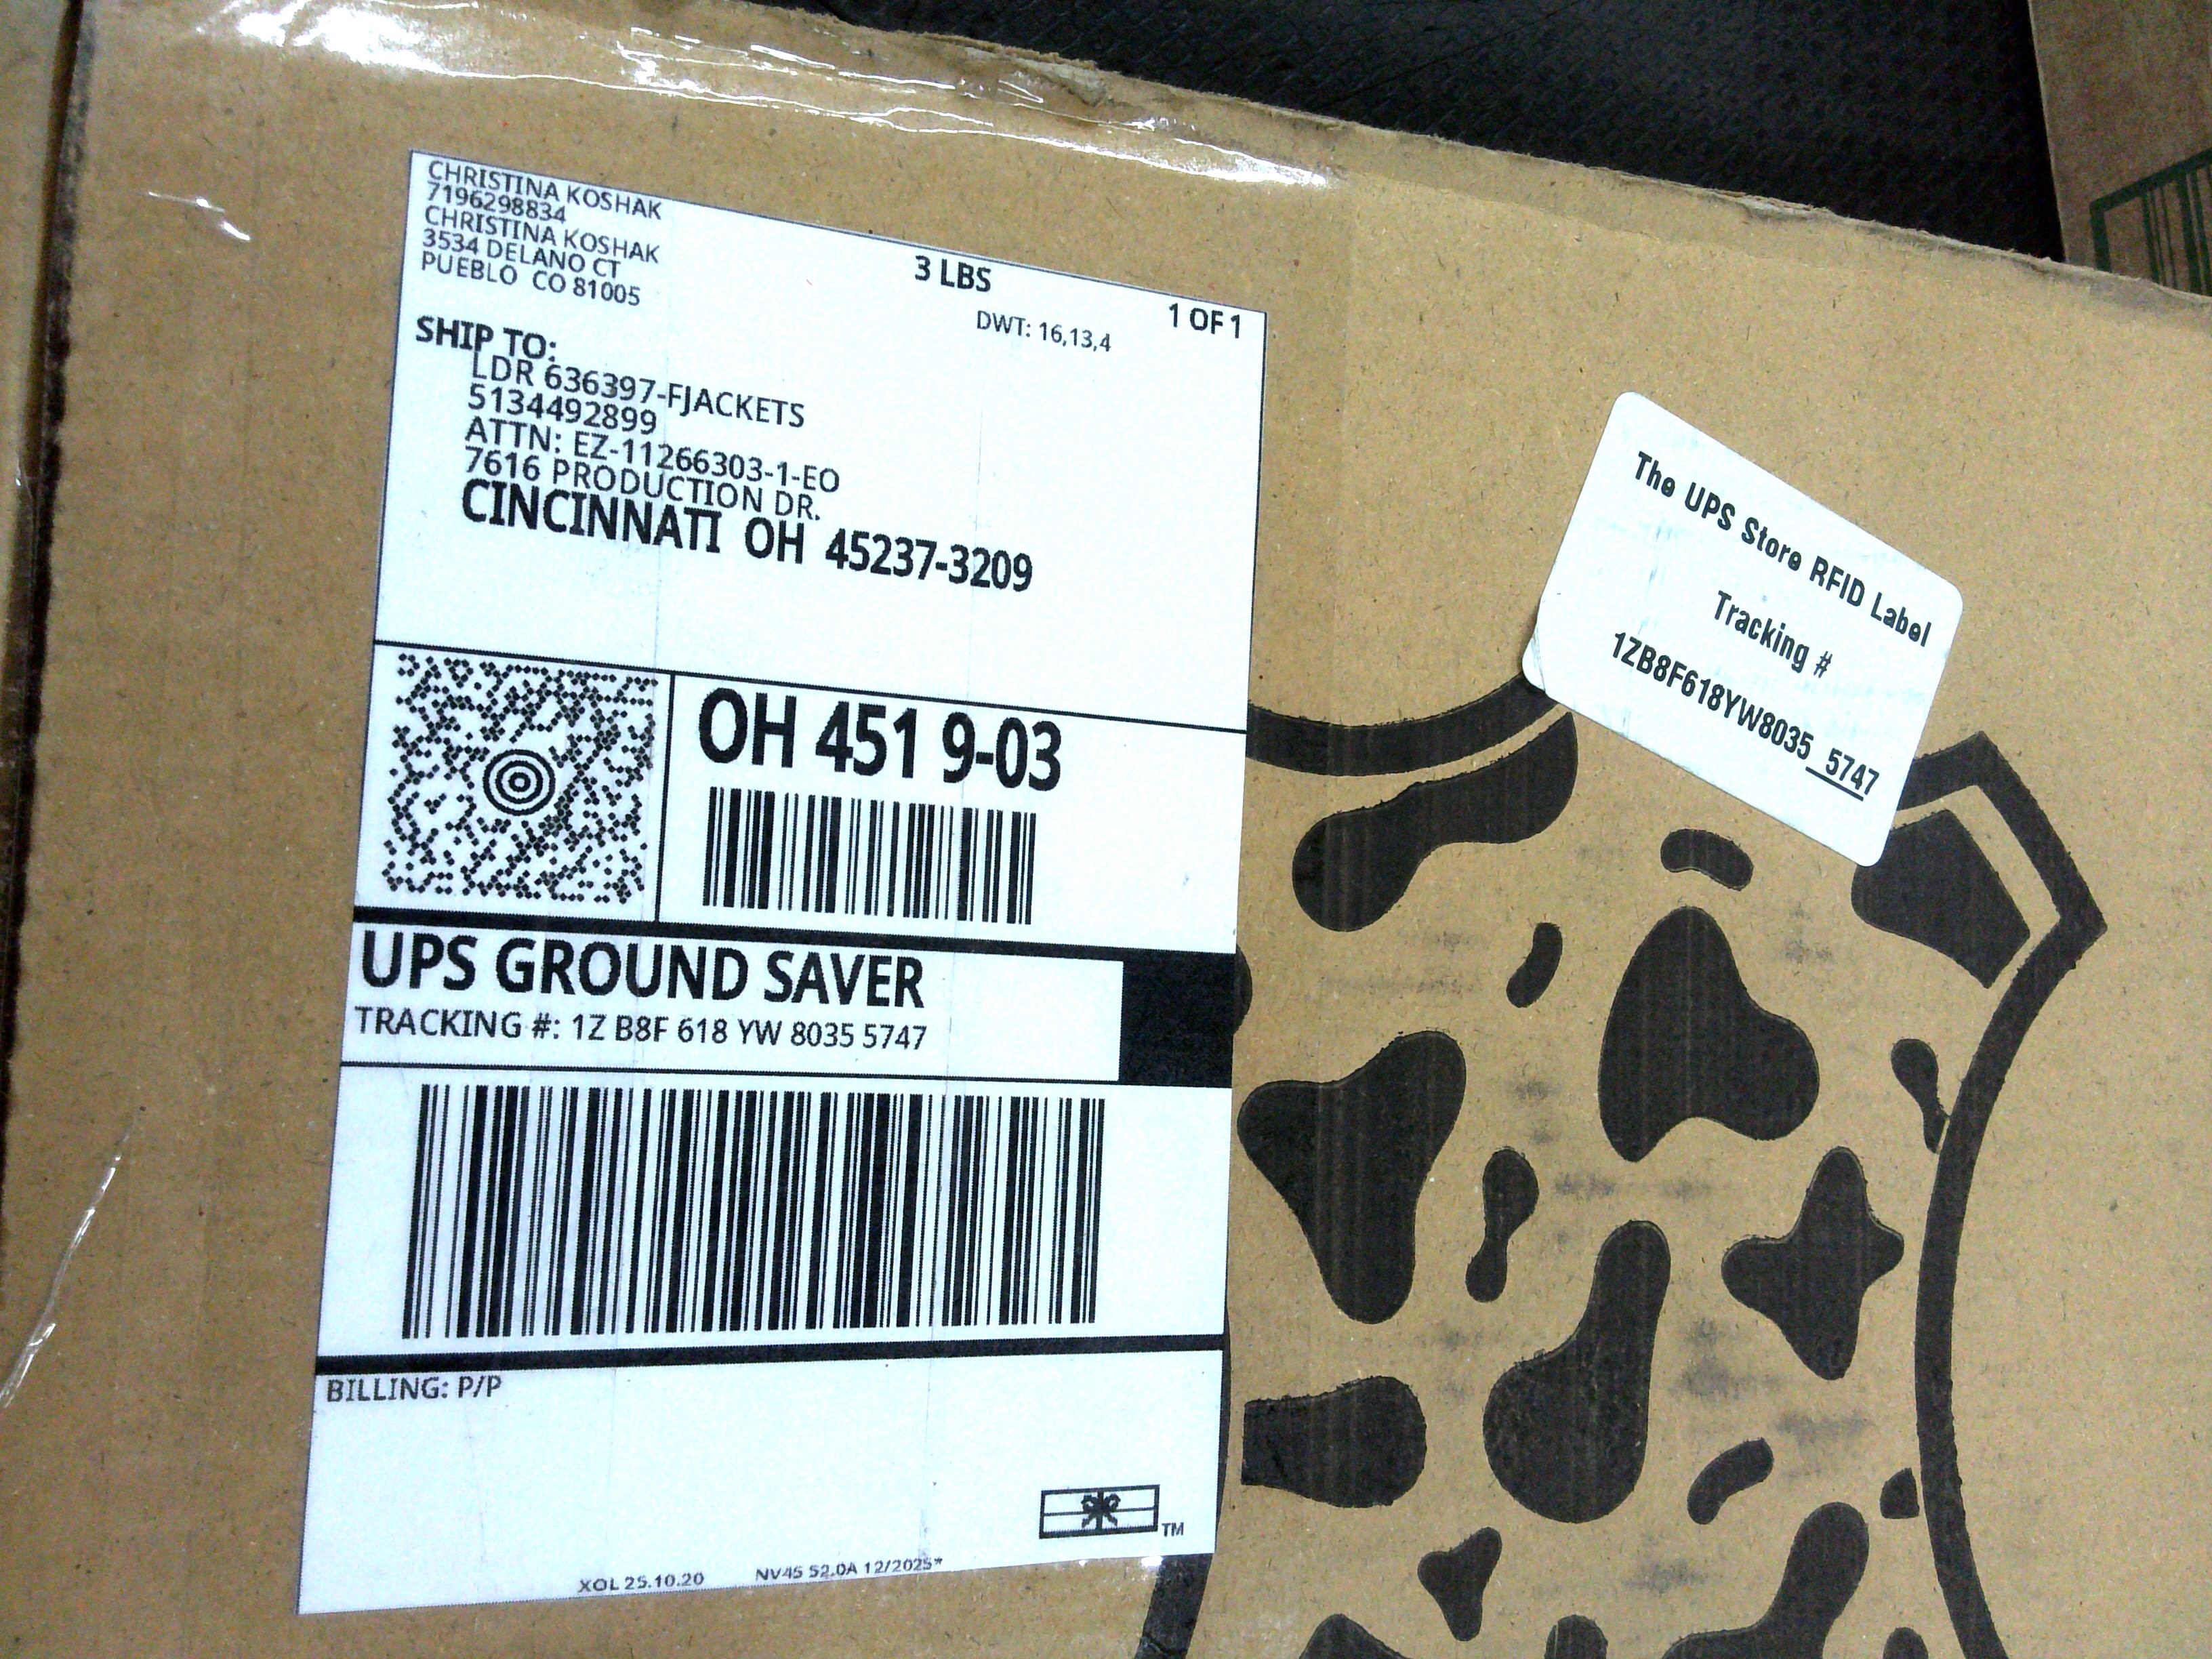 CHRISTINA KOSHAK
7196298834
CHRISTINA KOSHAK
3534 DELANO CT
PUEBLO CO 81005
3 LBS
1 OF 1
DWT: 16,13,4
SHIP TO:
LDR 636397-FJACKETS
5134492899
ATTN: EZ-11266303-1-EO
7616 PRODUCTION DR.
CINCINNATI OH 45237-3209
OH 451 9-03
UPS GROUND SAVER
TRACKING #: 1Z B8F 618 YW 8035 5747
BILLING: P/P
TM
XOL 25.10.20 NV45 52.0A 12/2025*
The UPS Store RFID Label
Tracking #
1ZB8F618YW8035 5747